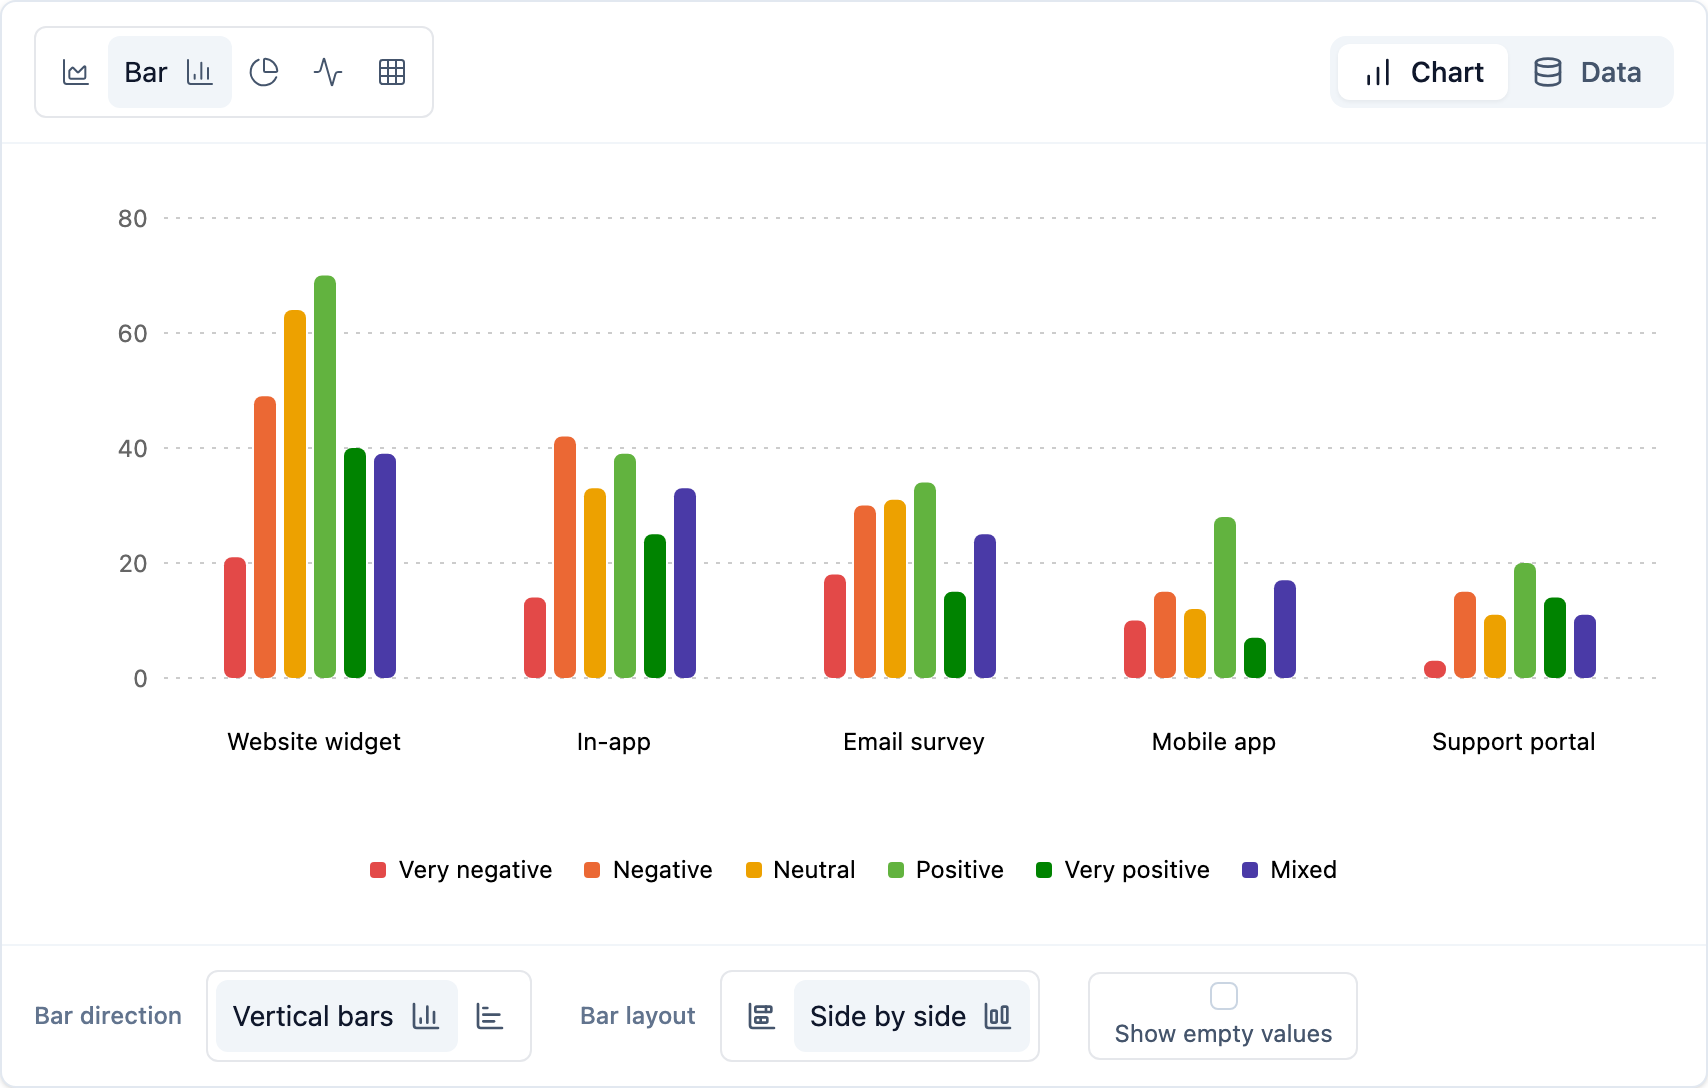 Bar
Chart
Data
80
60
40
20
0
Website widget
In-app
Email survey
Mobile app
Support portal
Very negative
Negative
Neutral
Positive
Very positive
Mixed
Bar direction
Vertical bars
Bar layout
Side by side
Show empty values